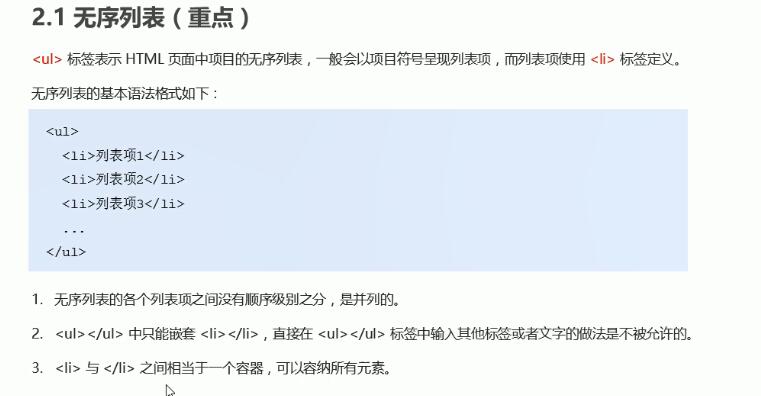 2.1 无序列表（重点）
<ul> 标签表示 HTML 页面中项目的无序列表，一般会以项目符号呈现列表项，而列表项使用 <li> 标签定义。
无序列表的基本语法格式如下：
<ul>
<li>列表项1</li>
<li>列表项2</li>
<li>列表项3</li>
...
</ul>
1. 无序列表的各个列表项之间没有顺序级别之分，是并列的。
2. <ul></ul> 中只能嵌套 <li></li>，直接在 <ul></ul> 标签中输入其他标签或者文字的做法是不被允许的。
3. <li> 与 </li> 之间相当于一个容器，可以容纳所有元素。